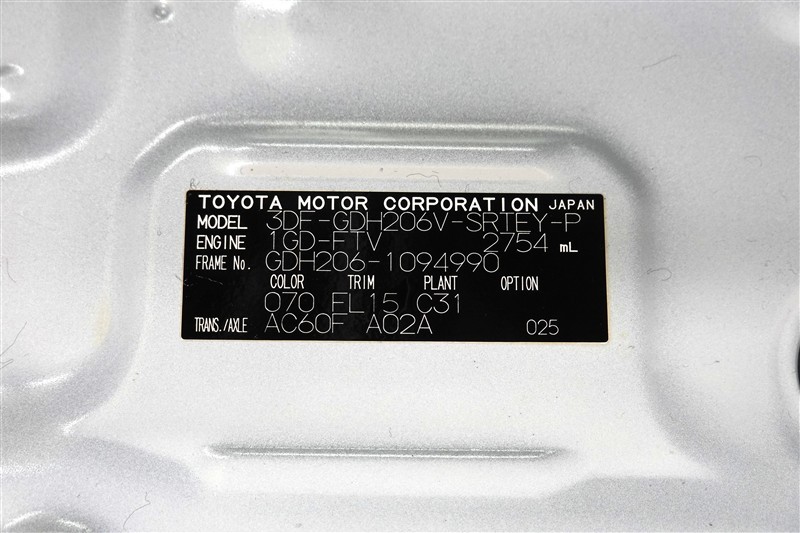 TOYOTA MOTOR CORPORATION JAPAN
MODEL 3DF-GDH206V-SRTEY-P
ENGINE 1GD-FTV 2754 mL
FRAME No. GDH206-1094990
COLOR TRIM PLANT OPTION
070 FL15 C31
TRANS./AXLE AC60F A02A 025